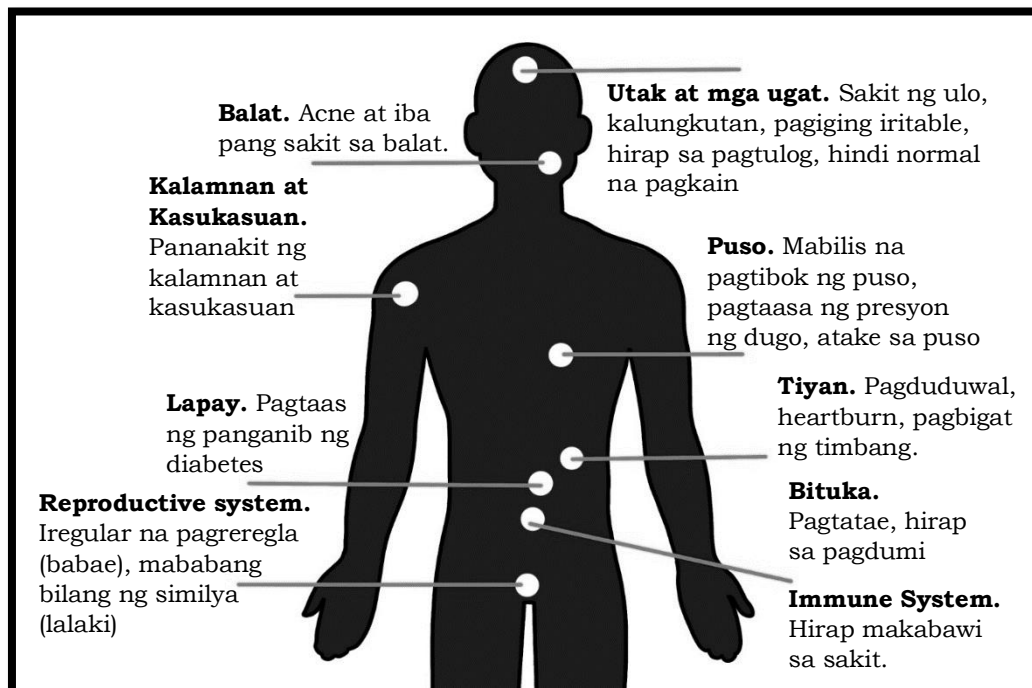 Utak at mga ugat. Sakit ng ulo,
kalungkutan, pagiging iritable,
hirap sa pagtulog, hindi normal
na pagkain
Balat. Acne at iba
pang sakit sa balat.
Kalamnan at
Kasukasuan.
Pananakit ng
kalamnan at
kasukasuan
Puso. Mabilis na
pagtibok ng puso,
pagtaasa ng presyon
ng dugo, atake sa puso
Lapay. Pagtaas
ng panganib ng
diabetes
Tiyan. Pagduduwal,
heartburn, pagbigat
ng timbang.
Reproductive system.
Iregular na pagreregla
(babae), mababang
bilang ng similya
(lalaki)
Bituka.
Pagtatae, hirap
sa pagdumi
Immune System.
Hirap makabawi
sa sakit.